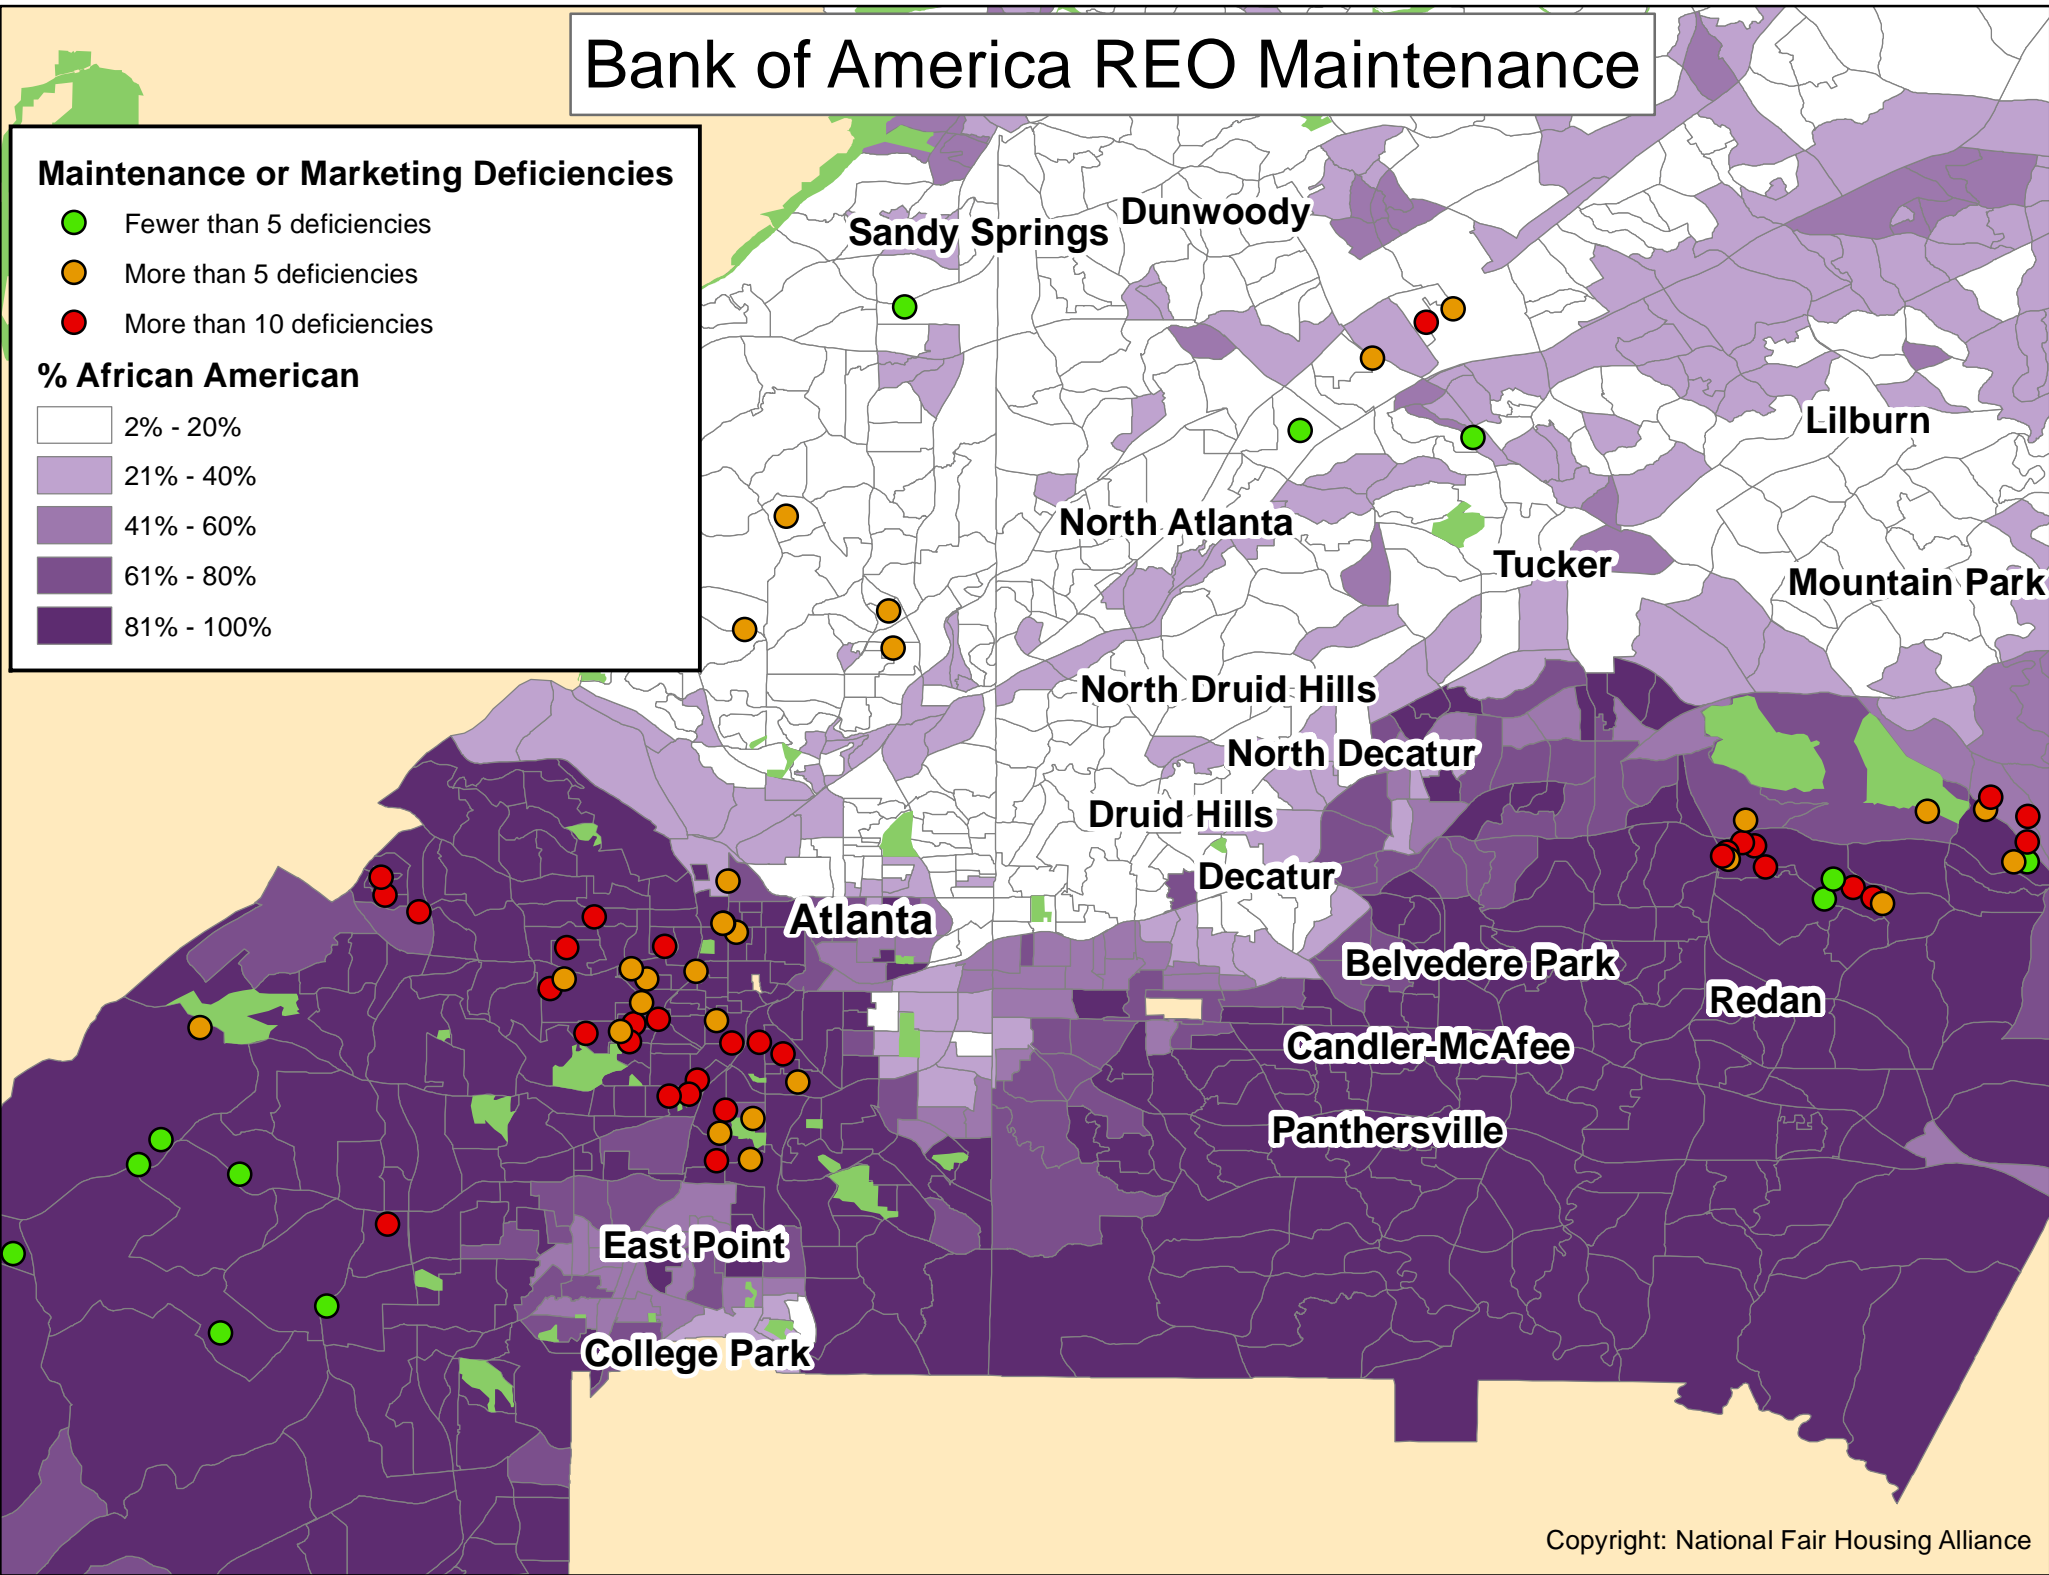 Bank of America REO Maintenance
Maintenance or Marketing Deficiencies
Fewer than 5 deficiencies
More than 5 deficiencies
More than 10 deficiencies
% African American
2% - 20%
21% - 40%
41% - 60%
61% - 80%
81% - 100%
Dunwoody
Sandy Springs
Lilburn
North Atlanta
Tucker
Mountain Park
North Druid Hills
North Decatur
Druid Hills
Decatur
Atlanta
Belvedere Park
Redan
Candler-McAfee
Panthersville
East Point
College Park
Copyright: National Fair Housing Alliance